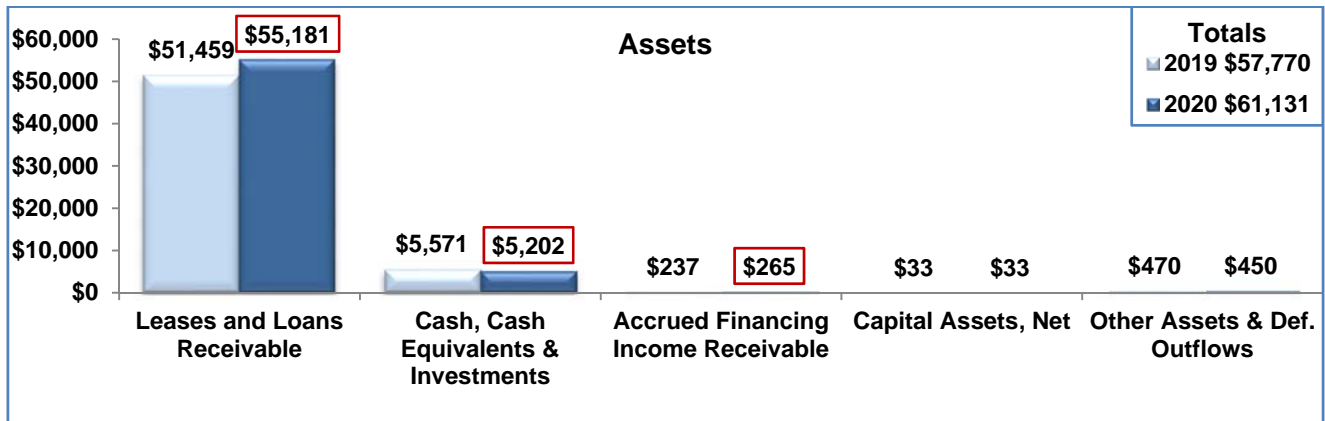 Assets
Totals
2019 $57,770
2020 $61,131
$60,000
$50,000
$40,000
$30,000
$20,000
$10,000
$0
$51,459
$55,181
$5,571
$5,202
$237
$265
$33
$33
$470
$450
Leases and Loans
Receivable
Cash, Cash
Equivalents &
Investments
Accrued Financing
Income Receivable
Capital Assets, Net
Other Assets & Def.
Outflows